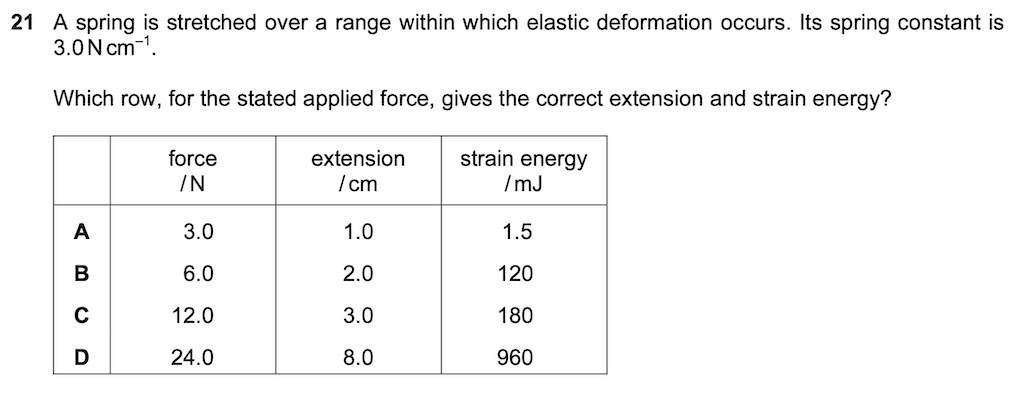 21 A spring is stretched over a range within which elastic deformation occurs. Its spring constant is
3.0 N cm⁻¹.
Which row, for the stated applied force, gives the correct extension and strain energy?
force extension strain energy
/ N / cm / mJ
A 3.0 1.0 1.5
B 6.0 2.0 120
C 12.0 3.0 180
D 24.0 8.0 960